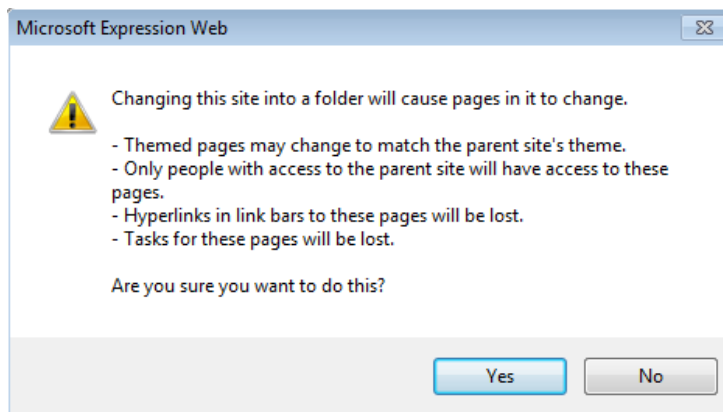 Microsoft Expression Web
Changing this site into a folder will cause pages in it to change.
- Themed pages may change to match the parent site's theme.
- Only people with access to the parent site will have access to these
pages.
- Hyperlinks in link bars to these pages will be lost.
- Tasks for these pages will be lost.
Are you sure you want to do this?
Yes
No